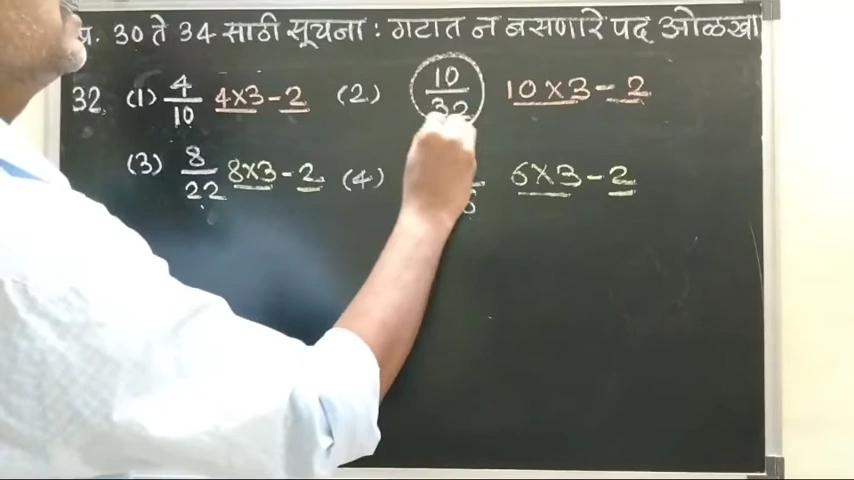 प्र. 30 ते 34 साठी सूचना : गटात न बसणारे पद ओळखा
32. (1) 4/10 4×3-2 (2) 10/32 10×3-2
(3) 8/22 8×3-2 (4) 6×3-2